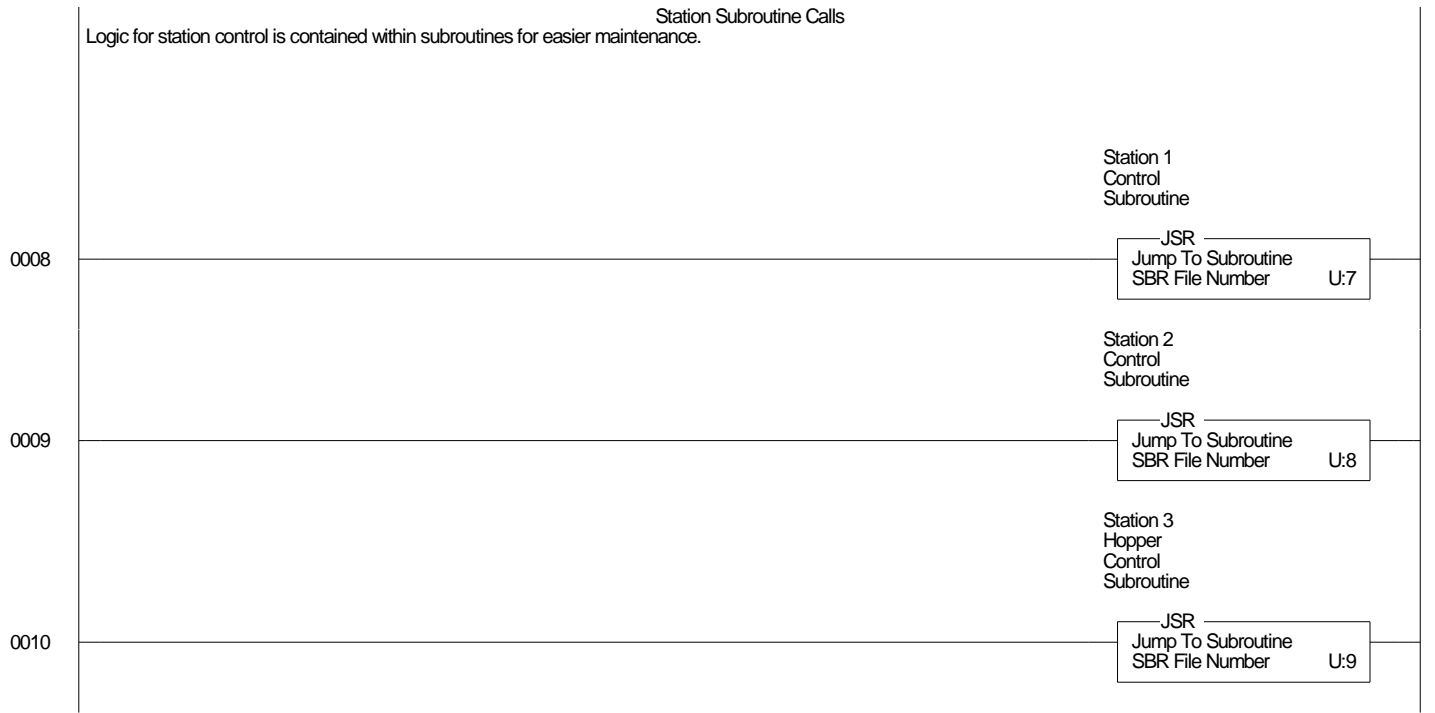 Station Subroutine Calls
Logic for station control is contained within subroutines for easier maintenance.
Station 1
Control
Subroutine
JSR
0008
Jump To Subroutine
SBR File Number U:7
Station 2
Control
Subroutine
JSR
0009
Jump To Subroutine
SBR File Number U:8
Station 3
Hopper
Control
Subroutine
JSR
0010
Jump To Subroutine
SBR File Number U:9